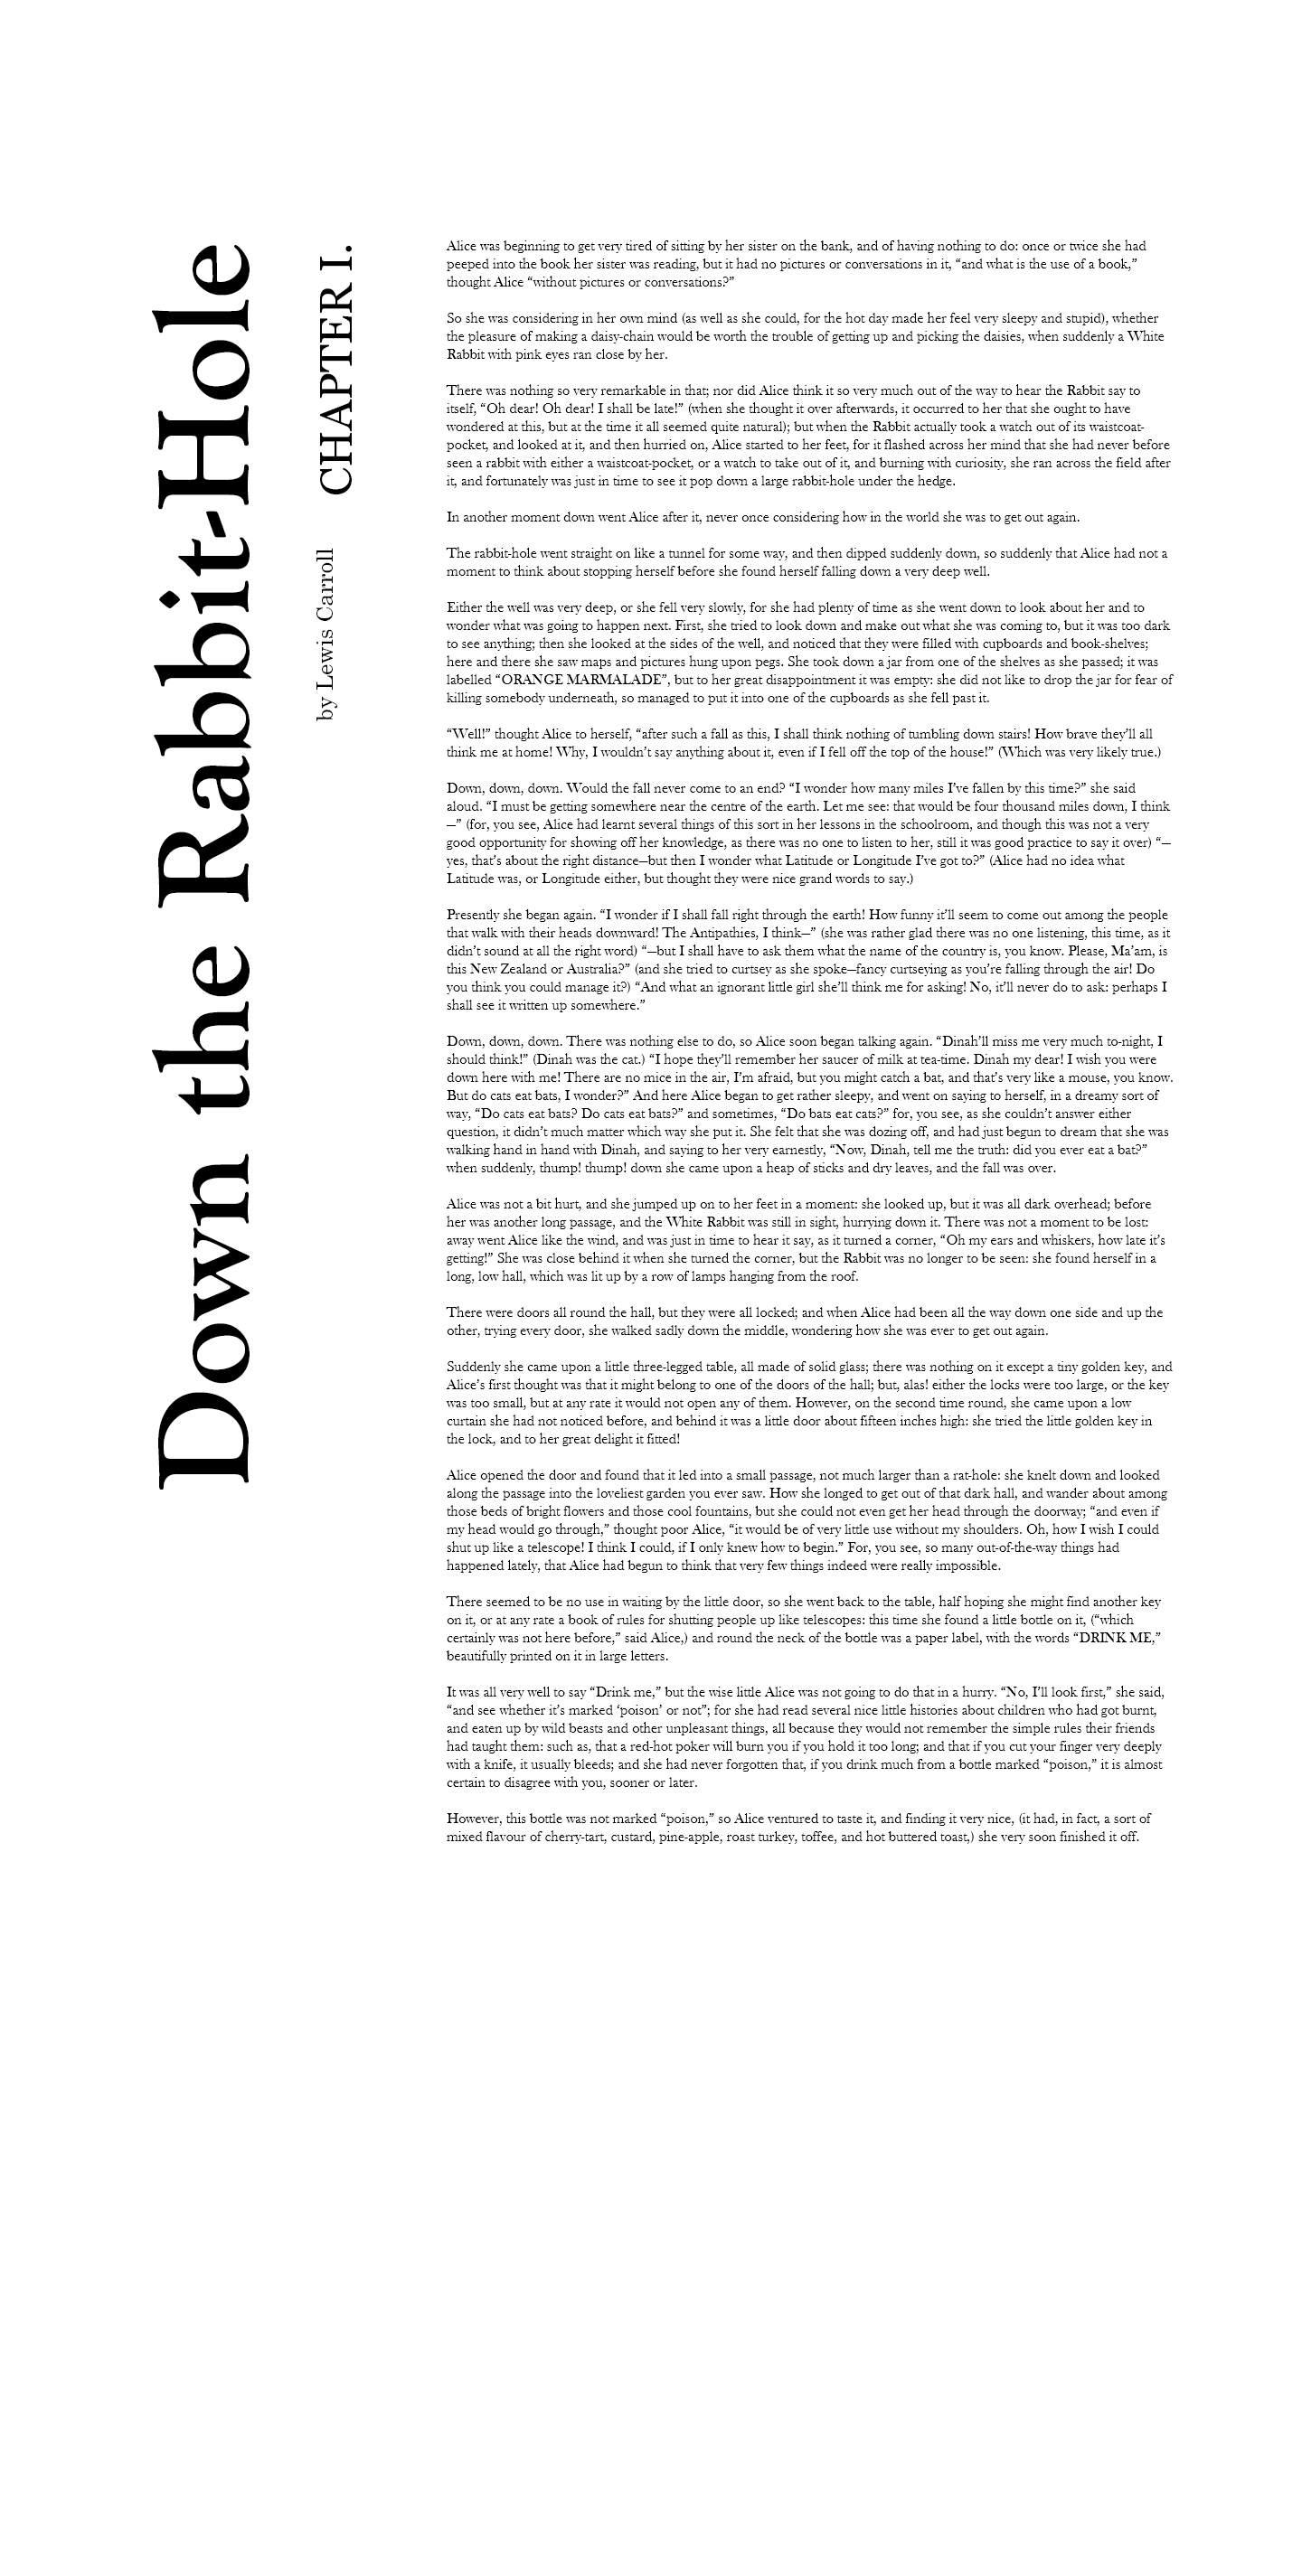 Down the Rabbit-Hole
CHAPTER I.
by Lewis Carroll
Alice was beginning to get very tired of sitting by her sister on the bank, and of having nothing to do: once or twice she had
peeped into the book her sister was reading, but it had no pictures or conversations in it, “and what is the use of a book,”
thought Alice “without pictures or conversations?”
So she was considering in her own mind (as well as she could, for the hot day made her feel very sleepy and stupid), whether
the pleasure of making a daisy-chain would be worth the trouble of getting up and picking the daisies, when suddenly a White
Rabbit with pink eyes ran close by her.
There was nothing so very remarkable in that; nor did Alice think it so very much out of the way to hear the Rabbit say to
itself, “Oh dear! Oh dear! I shall be late!” (when she thought it over afterwards, it occurred to her that she ought to have
wondered at this, but at the time it all seemed quite natural); but when the Rabbit actually took a watch out of its waistcoat-
pocket, and looked at it, and then hurried on, Alice started to her feet, for it flashed across her mind that she had never before
seen a rabbit with either a waistcoat-pocket, or a watch to take out of it, and burning with curiosity, she ran across the field after
it, and fortunately was just in time to see it pop down a large rabbit-hole under the hedge.
In another moment down went Alice after it, never once considering how in the world she was to get out again.
The rabbit-hole went straight on like a tunnel for some way, and then dipped suddenly down, so suddenly that Alice had not a
moment to think about stopping herself before she found herself falling down a very deep well.
Either the well was very deep, or she fell very slowly, for she had plenty of time as she went down to look about her and to
wonder what was going to happen next. First, she tried to look down and make out what she was coming to, but it was too dark
to see anything; then she looked at the sides of the well, and noticed that they were filled with cupboards and book-shelves;
here and there she saw maps and pictures hung upon pegs. She took down a jar from one of the shelves as she passed; it was
labelled “ORANGE MARMALADE”, but to her great disappointment it was empty: she did not like to drop the jar for fear of
killing somebody underneath, so managed to put it into one of the cupboards as she fell past it.
“Well!” thought Alice to herself, “after such a fall as this, I shall think nothing of tumbling down stairs! How brave they’ll all
think me at home! Why, I wouldn’t say anything about it, even if I fell off the top of the house!” (Which was very likely true.)
Down, down, down. Would the fall never come to an end? “I wonder how many miles I’ve fallen by this time?” she said
aloud. “I must be getting somewhere near the centre of the earth. Let me see: that would be four thousand miles down, I think
—” (for, you see, Alice had learnt several things of this sort in her lessons in the schoolroom, and though this was not a very
good opportunity for showing off her knowledge, as there was no one to listen to her, still it was good practice to say it over) “—
yes, that’s about the right distance—but then I wonder what Latitude or Longitude I’ve got to?” (Alice had no idea what
Latitude was, or Longitude either, but thought they were nice grand words to say.)
Presently she began again. “I wonder if I shall fall right through the earth! How funny it’ll seem to come out among the people
that walk with their heads downward! The Antipathies, I think—” (she was rather glad there was no one listening, this time, as it
didn’t sound at all the right word) “—but I shall have to ask them what the name of the country is, you know. Please, Ma’am, is
this New Zealand or Australia?” (and she tried to curtsey as she spoke—fancy curtseying as you’re falling through the air! Do
you think you could manage it?) “And what an ignorant little girl she’ll think me for asking! No, it’ll never do to ask: perhaps I
shall see it written up somewhere.”
Down, down, down. There was nothing else to do, so Alice soon began talking again. “Dinah’ll miss me very much to-night, I
should think!” (Dinah was the cat.) “I hope they’ll remember her saucer of milk at tea-time. Dinah my dear! I wish you were
down here with me! There are no mice in the air, I’m afraid, but you might catch a bat, and that’s very like a mouse, you know.
But do cats eat bats, I wonder?” And here Alice began to get rather sleepy, and went on saying to herself, in a dreamy sort of
way, “Do cats eat bats? Do cats eat bats?” and sometimes, “Do bats eat cats?” for, you see, as she couldn’t answer either
question, it didn’t much matter which way she put it. She felt that she was dozing off, and had just begun to dream that she was
walking hand in hand with Dinah, and saying to her very earnestly, “Now, Dinah, tell me the truth: did you ever eat a bat?”
when suddenly, thump! thump! down she came upon a heap of sticks and dry leaves, and the fall was over.
Alice was not a bit hurt, and she jumped up on to her feet in a moment: she looked up, but it was all dark overhead; before
her was another long passage, and the White Rabbit was still in sight, hurrying down it. There was not a moment to be lost:
away went Alice like the wind, and was just in time to hear it say, as it turned a corner, “Oh my ears and whiskers, how late it’s
getting!” She was close behind it when she turned the corner, but the Rabbit was no longer to be seen: she found herself in a
long, low hall, which was lit up by a row of lamps hanging from the roof.
There were doors all round the hall, but they were all locked; and when Alice had been all the way down one side and up the
other, trying every door, she walked sadly down the middle, wondering how she was ever to get out again.
Suddenly she came upon a little three-legged table, all made of solid glass; there was nothing on it except a tiny golden key, and
Alice’s first thought was that it might belong to one of the doors of the hall; but, alas! either the locks were too large, or the key
was too small, but at any rate it would not open any of them. However, on the second time round, she came upon a low
curtain she had not noticed before, and behind it was a little door about fifteen inches high: she tried the little golden key in
the lock, and to her great delight it fitted!
Alice opened the door and found that it led into a small passage, not much larger than a rat-hole: she knelt down and looked
along the passage into the loveliest garden you ever saw. How she longed to get out of that dark hall, and wander about among
those beds of bright flowers and those cool fountains, but she could not even get her head through the doorway; “and even if
my head would go through,” thought poor Alice, “it would be of very little use without my shoulders. Oh, how I wish I could
shut up like a telescope! I think I could, if I only knew how to begin.” For, you see, so many out-of-the-way things had
happened lately, that Alice had begun to think that very few things indeed were really impossible.
There seemed to be no use in waiting by the little door, so she went back to the table, half hoping she might find another key
on it, or at any rate a book of rules for shutting people up like telescopes: this time she found a little bottle on it, (“which
certainly was not here before,” said Alice,) and round the neck of the bottle was a paper label, with the words “DRINK ME,”
beautifully printed on it in large letters.
It was all very well to say “Drink me,” but the wise little Alice was not going to do that in a hurry. “No, I’ll look first,” she said,
“and see whether it’s marked ‘poison’ or not”; for she had read several nice little histories about children who had got burnt,
and eaten up by wild beasts and other unpleasant things, all because they would not remember the simple rules their friends
had taught them: such as, that a red-hot poker will burn you if you hold it too long; and that if you cut your finger very deeply
with a knife, it usually bleeds; and she had never forgotten that, if you drink much from a bottle marked “poison,” it is almost
certain to disagree with you, sooner or later.
However, this bottle was not marked “poison,” so Alice ventured to taste it, and finding it very nice, (it had, in fact, a sort of
mixed flavour of cherry-tart, custard, pine-apple, roast turkey, toffee, and hot buttered toast,) she very soon finished it off.